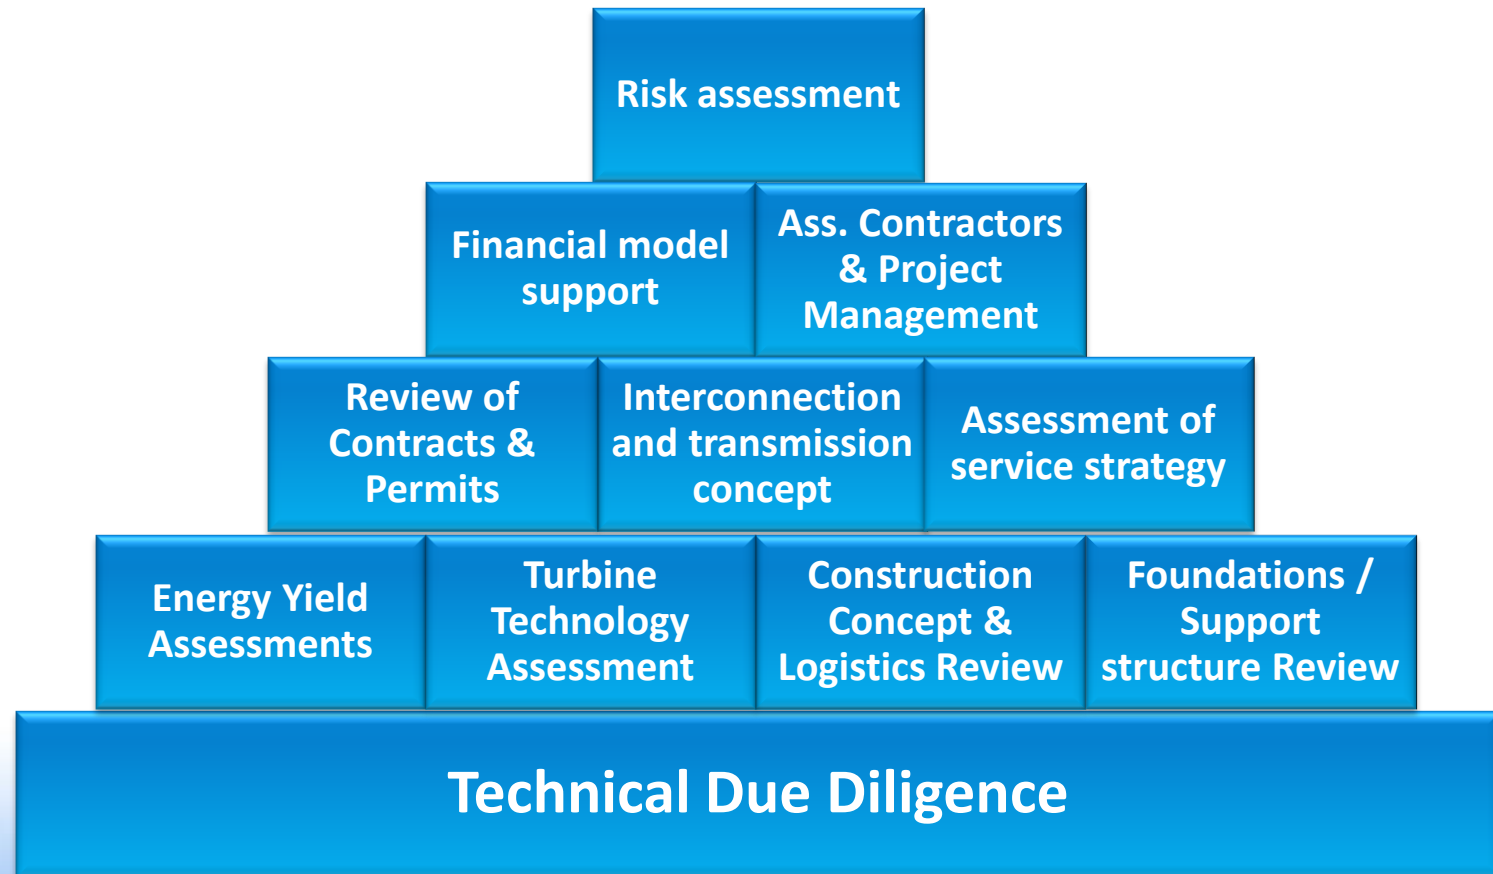 Risk assessment
Financial model
support
Ass. Contractors
& Project
Management
Review of
Contracts &
Permits
Interconnection
and transmission
concept
Assessment of
service strategy
Energy Yield
Assessments
Turbine
Technology
Assessment
Construction
Concept &
Logistics Review
Foundations /
Support
structure Review
Technical Due Diligence